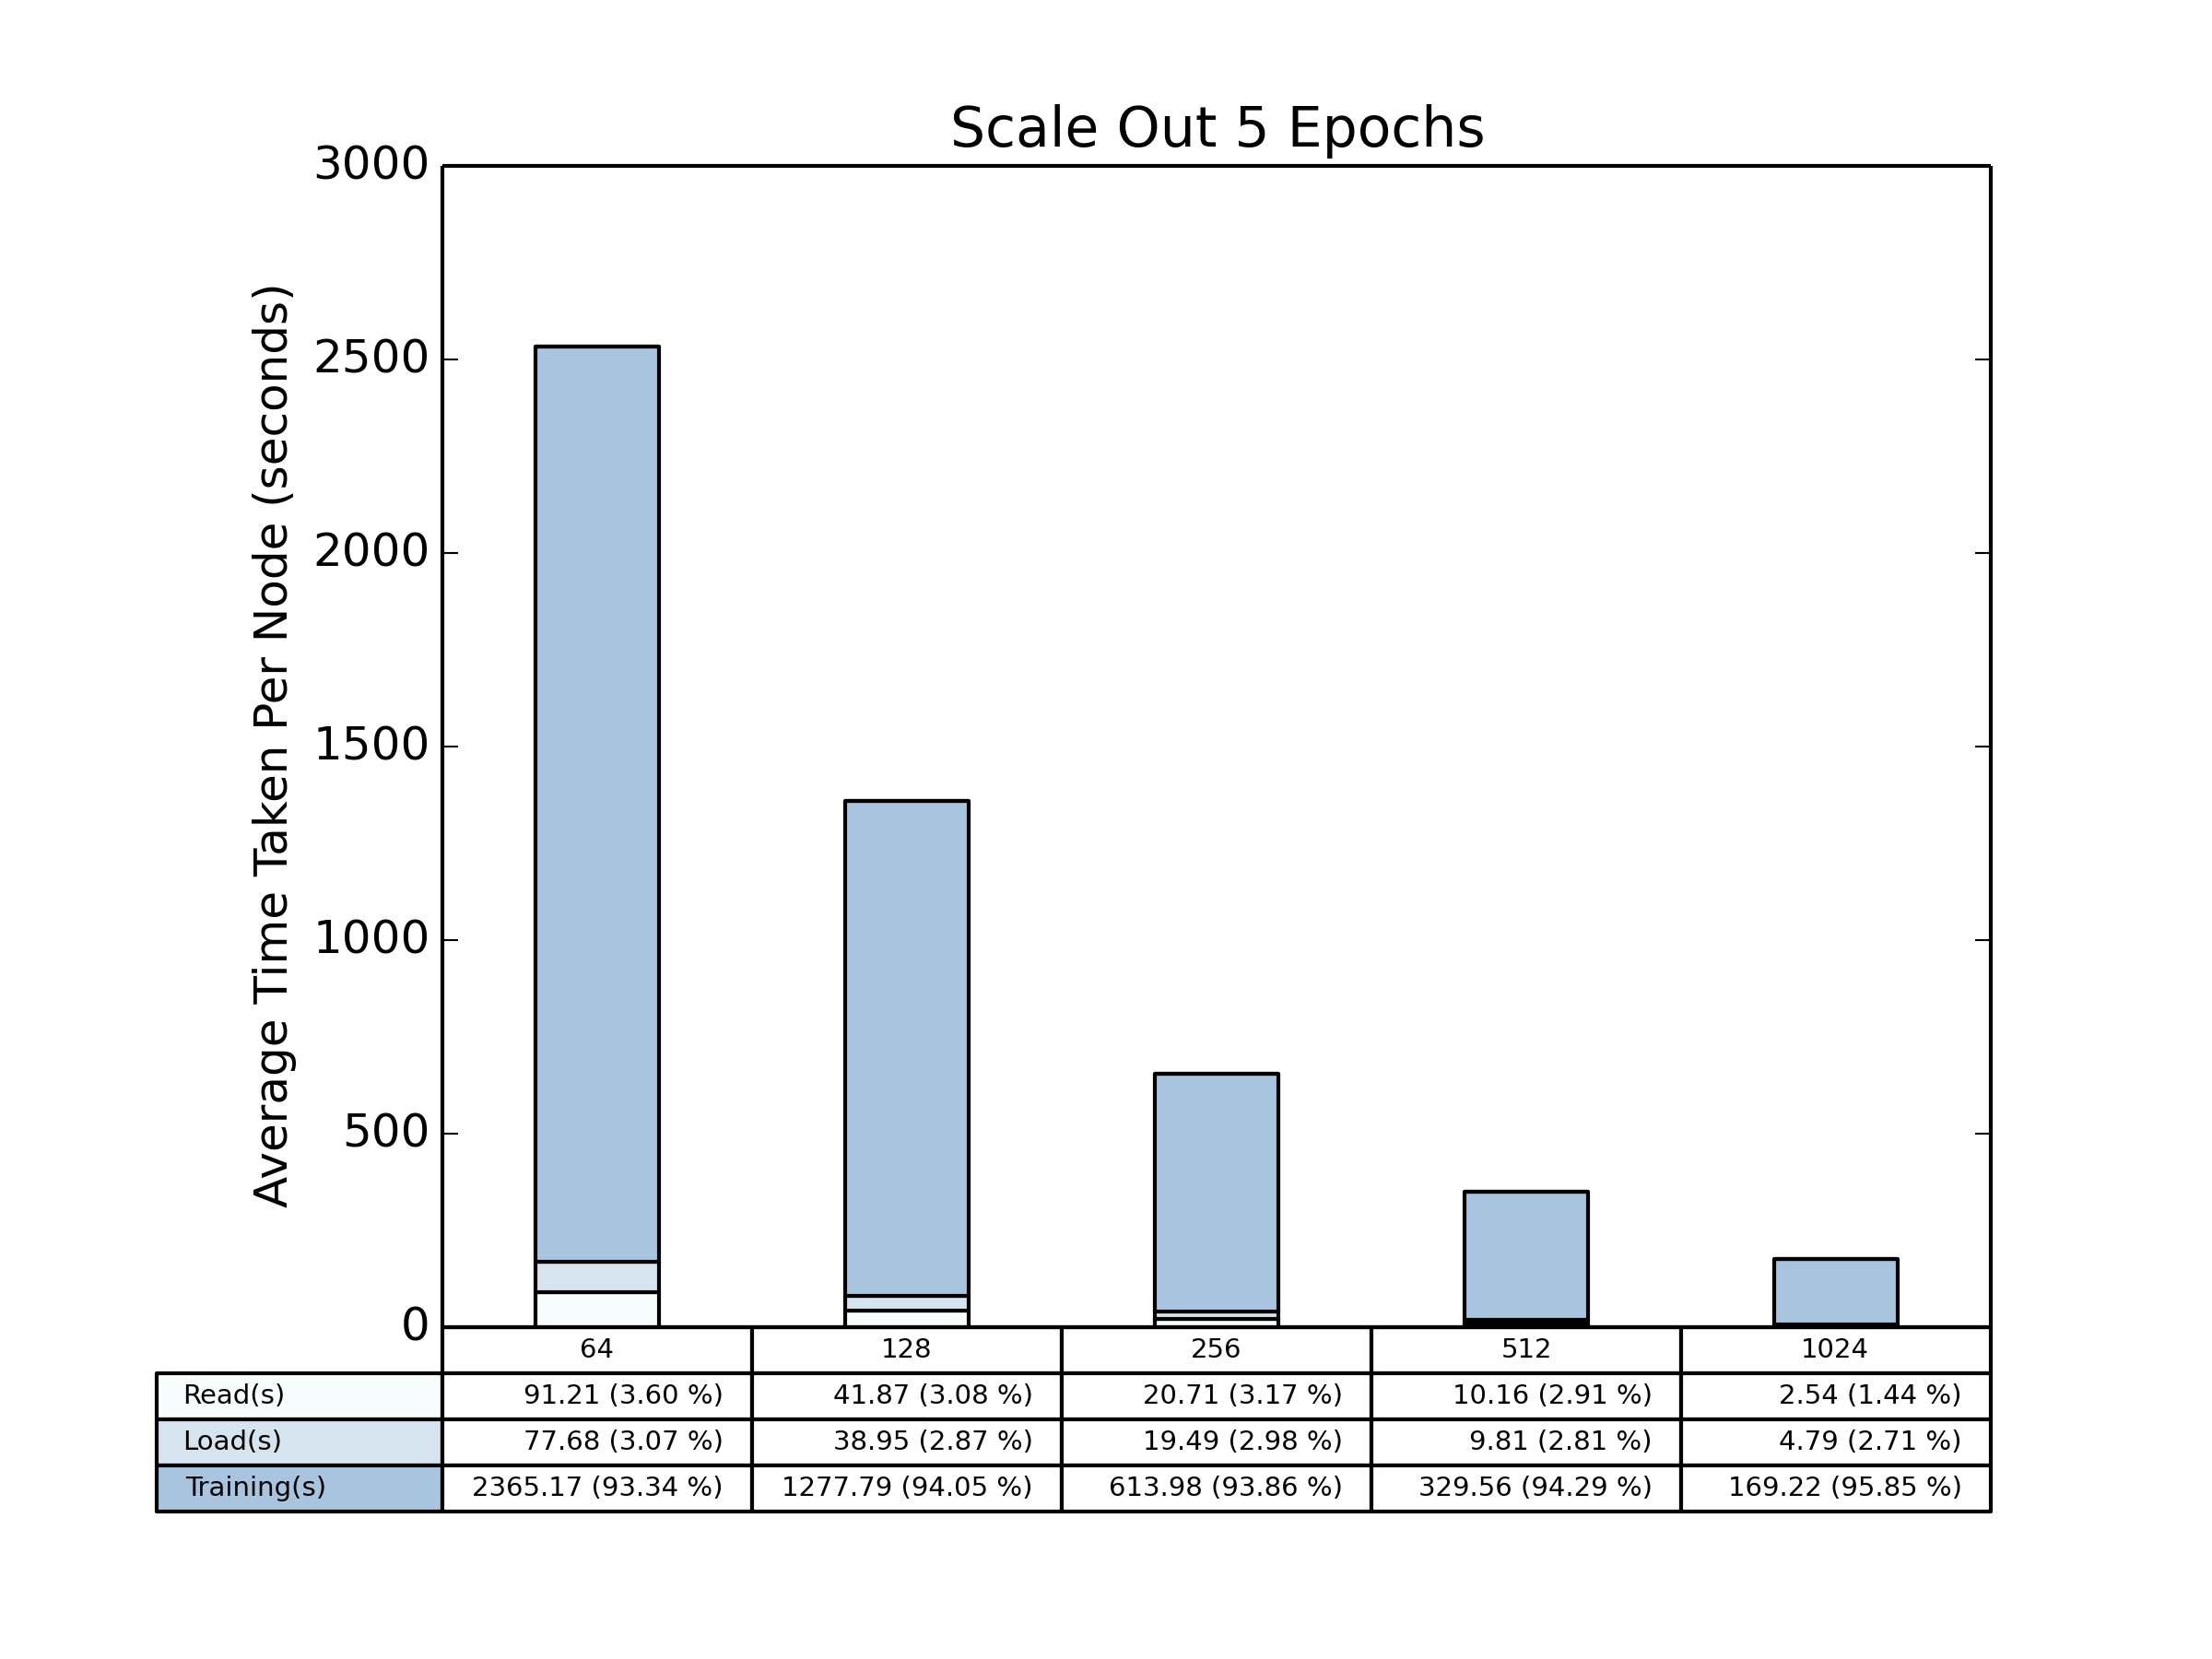 Scale Out 5 Epochs
Average Time Taken Per Node (seconds)
3000
2500
2000
1500
1000
500
0
64 128 256 512 1024
Read(s) 91.21 (3.60 %) 41.87 (3.08 %) 20.71 (3.17 %) 10.16 (2.91 %) 2.54 (1.44 %)
Load(s) 77.68 (3.07 %) 38.95 (2.87 %) 19.49 (2.98 %) 9.81 (2.81 %) 4.79 (2.71 %)
Training(s) 2365.17 (93.34 %) 1277.79 (94.05 %) 613.98 (93.86 %) 329.56 (94.29 %) 169.22 (95.85 %)